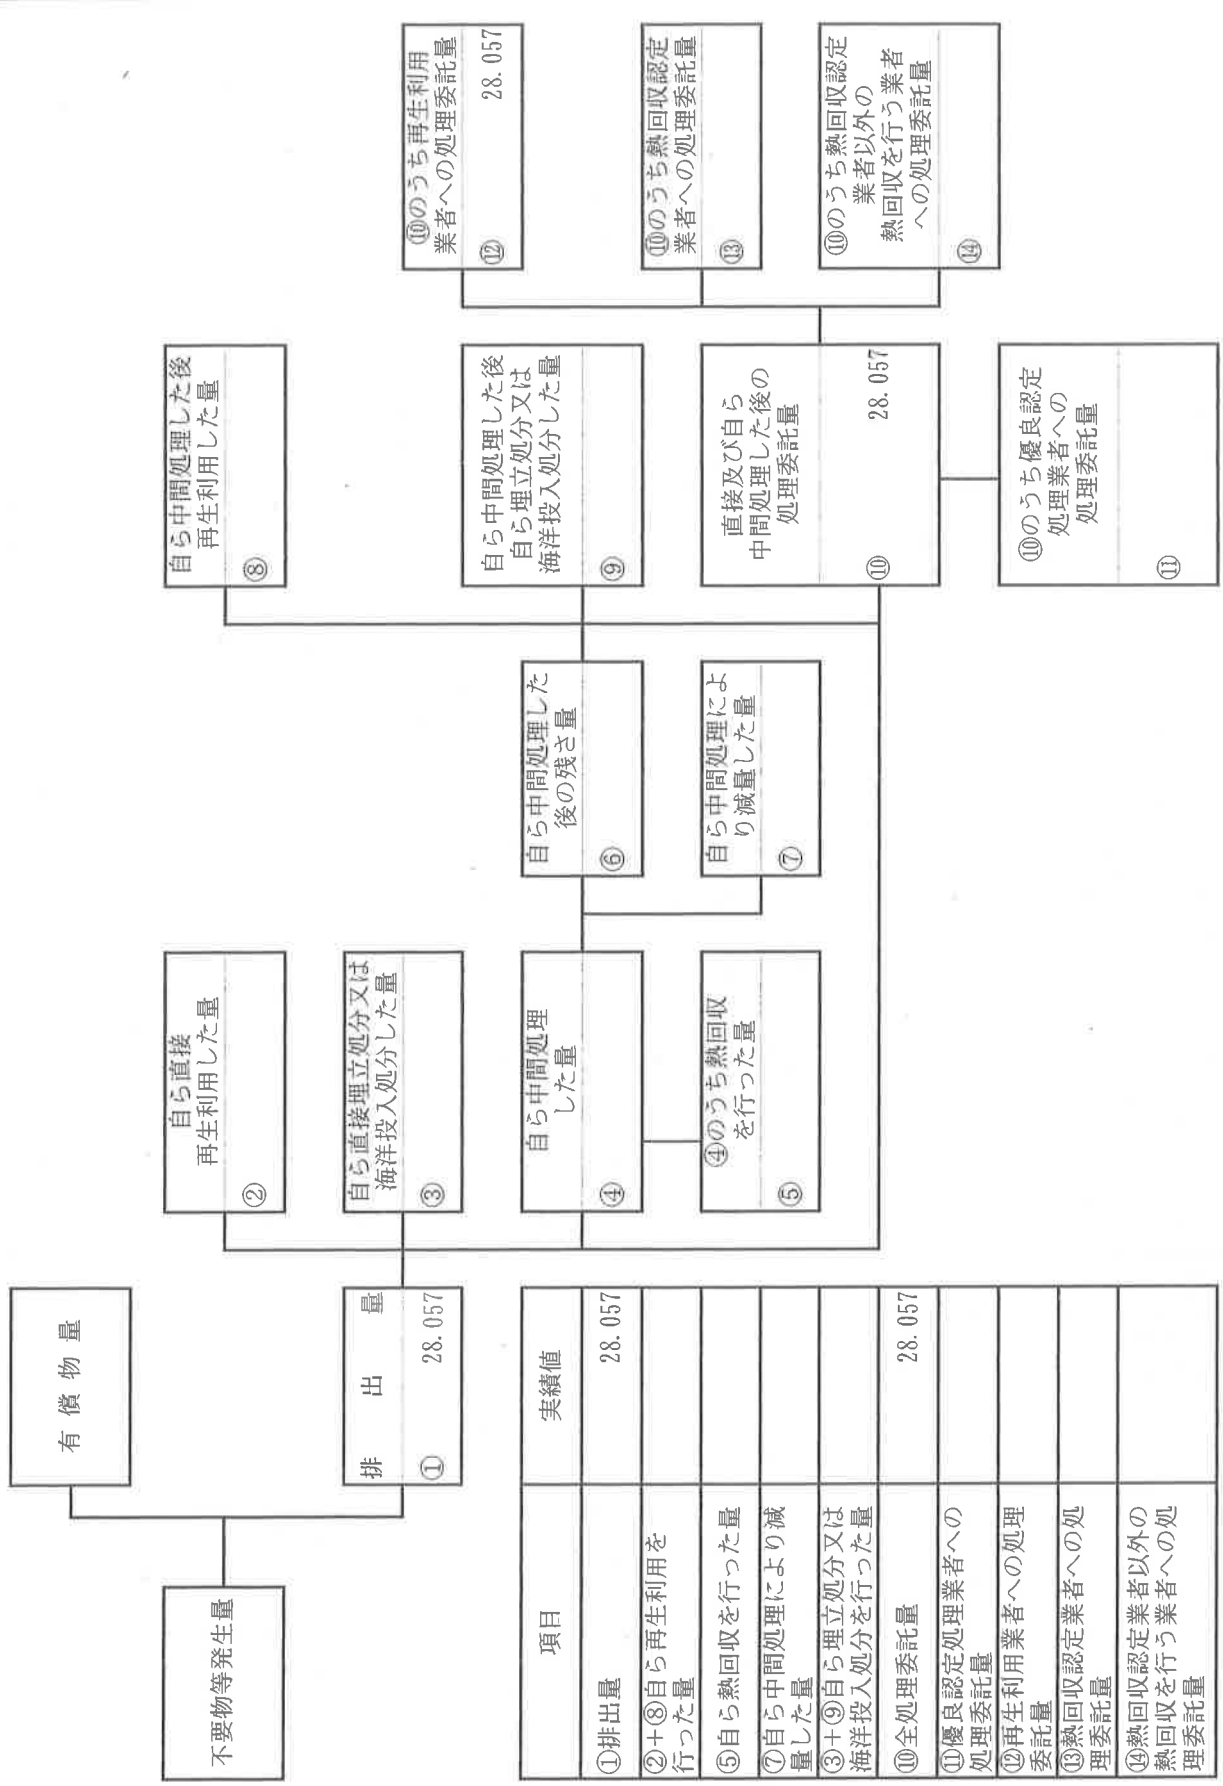 不要物等発生量
有償物量
排出量
① 28.057
自ら直接
再生利用した量
②
自ら直接埋立処分又は
海洋投入処分した量
③
自ら中間処理
した量
④
④のうち熱回収
を行った量
⑤
自ら中間処理した
後の残さ量
⑥
自ら中間処理によ
り減量した量
⑦
自ら中間処理した後
再生利用した量
⑧
自ら中間処理した後
自ら埋立処分又は
海洋投入処分した量
⑨
直接及び自ら
中間処理した後の
処理委託量
⑩ 28.057
⑩のうち優良認定
処理業者への
処理委託量
⑪
⑩のうち再生利用
業者への処理委託量
⑫ 28.057
⑩のうち熱回収認定
業者への処理委託量
⑬
⑩のうち熱回収認定
業者以外の
熱回収を行う業者
への処理委託量
⑭
項目 実績値
①排出量 28.057
②+⑧自ら再生利用を
行った量
⑤自ら熱回収を行った量
⑦自ら中間処理により減
量した量
③+⑨自ら埋立処分又は
海洋投入処分を行った量
⑩全処理委託量 28.057
⑪優良認定処理業者への
処理委託量
⑫再生利用業者への処理
委託量
⑬熱回収認定業者への処
理委託量
⑭熱回収認定業者以外の
熱回収を行う業者への処
理委託量